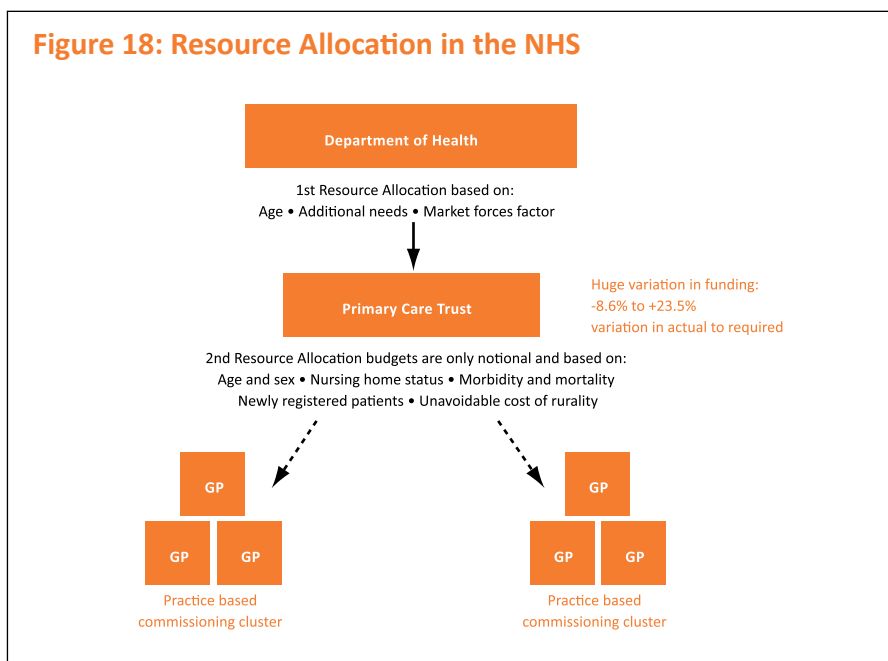 Figure 18: Resource Allocation in the NHS
Department of Health
1st Resource Allocation based on:
Age • Additional needs • Market forces factor
Primary Care Trust
Huge variation in funding:
-8.6% to +23.5%
variation in actual to required
2nd Resource Allocation budgets are only notional and based on:
Age and sex • Nursing home status • Morbidity and mortality
Newly registered patients • Unavoidable cost of rurality
GP
GP GP
Practice based
commissioning cluster
GP
GP GP
Practice based
commissioning cluster